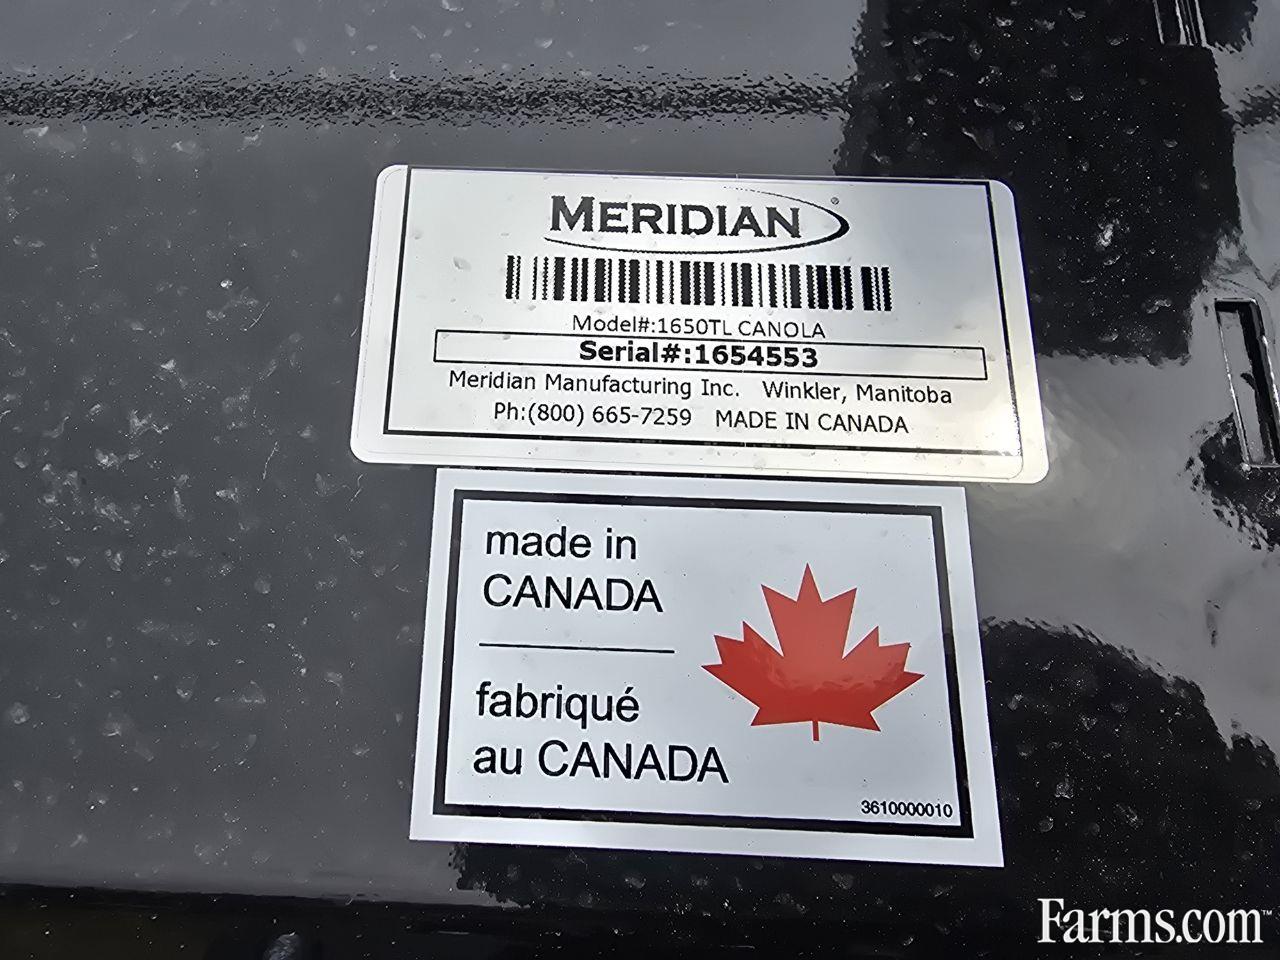 MERIDIAN®
Model#:1650TL CANOLA
Serial#:1654553
Meridian Manufacturing Inc. Winkler, Manitoba
Ph:(800) 665-7259 MADE IN CANADA
made in
CANADA
fabriqué
au CANADA
3610000010
Farms.com™